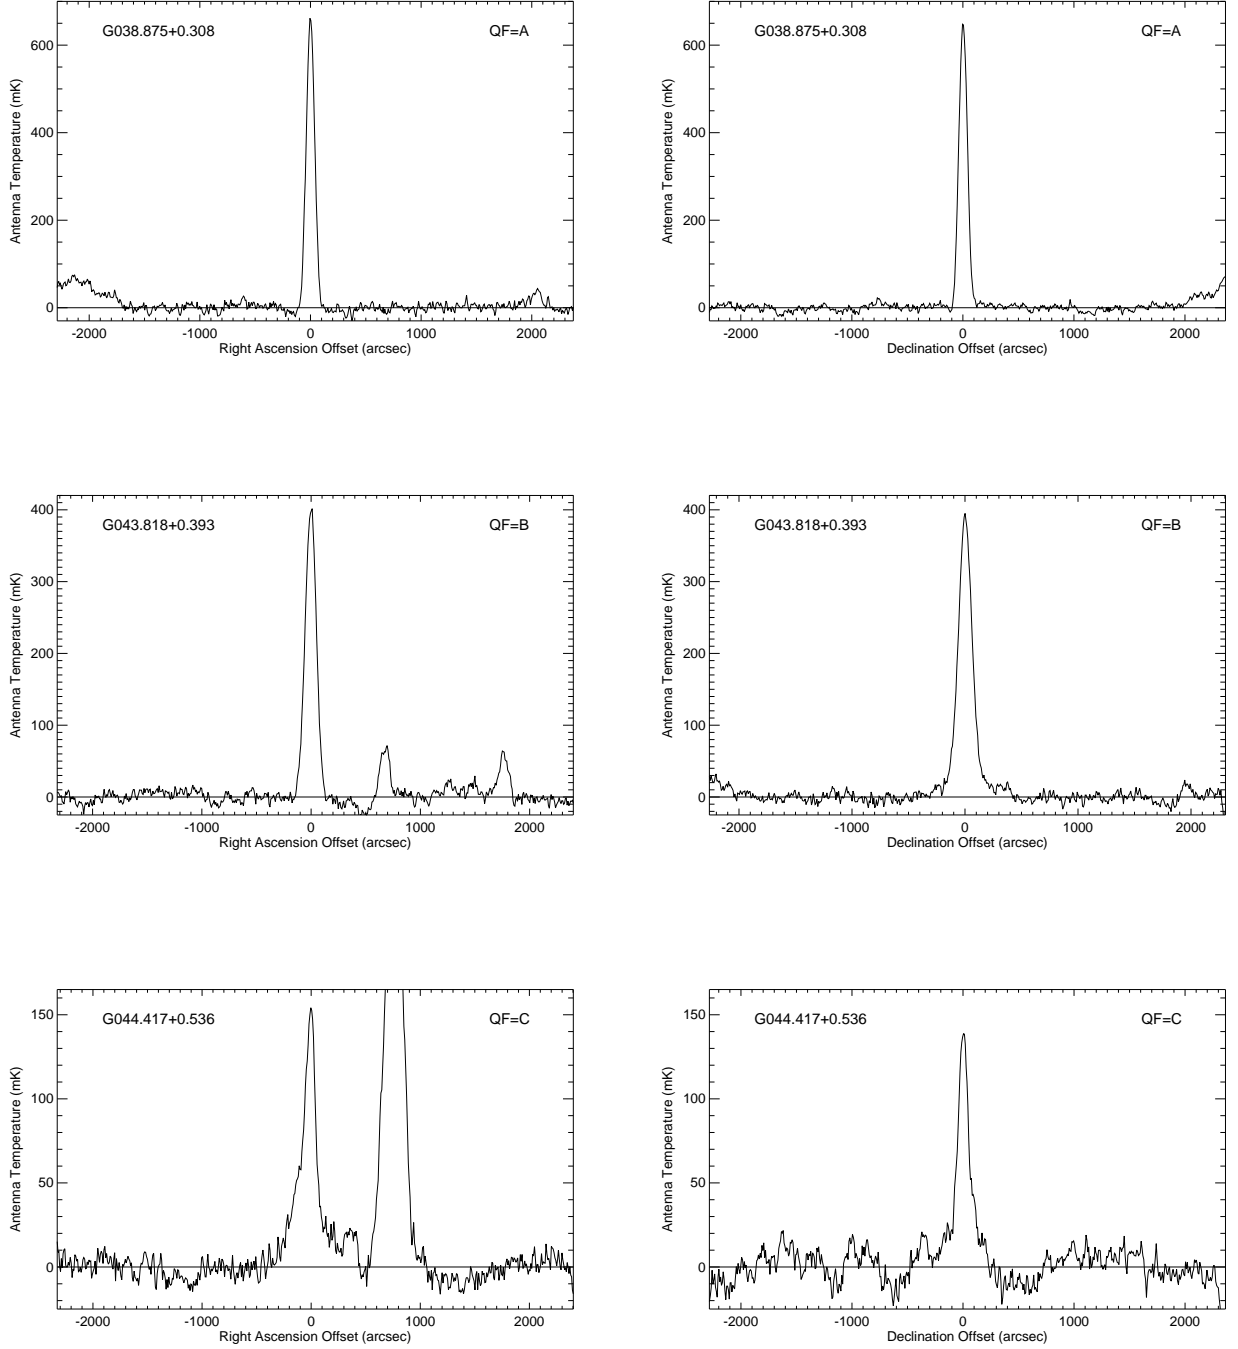 G038.875+0.308 QF=A
600
400
200
0
Antenna Temperature (mK)
-2000 -1000 0 1000 2000
Right Ascension Offset (arcsec)
G038.875+0.308 QF=A
600
400
200
0
Antenna Temperature (mK)
-2000 -1000 0 1000 2000
Declination Offset (arcsec)
G043.818+0.393 QF=B
400
300
200
100
0
Antenna Temperature (mK)
-2000 -1000 0 1000 2000
Right Ascension Offset (arcsec)
G043.818+0.393 QF=B
400
300
200
100
0
Antenna Temperature (mK)
-2000 -1000 0 1000 2000
Declination Offset (arcsec)
G044.417+0.536 QF=C
150
100
50
0
Antenna Temperature (mK)
-2000 -1000 0 1000 2000
Right Ascension Offset (arcsec)
G044.417+0.536 QF=C
150
100
50
0
Antenna Temperature (mK)
-2000 -1000 0 1000 2000
Declination Offset (arcsec)